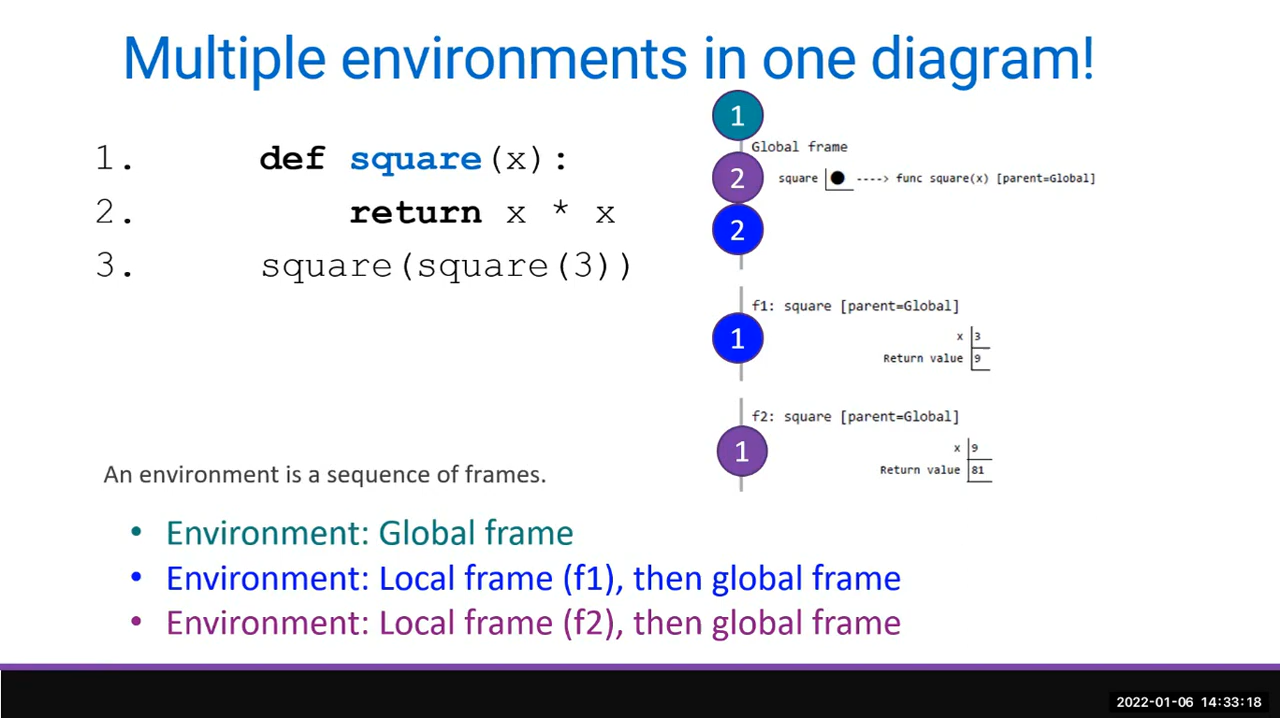 Multiple environments in one diagram!
1. def square(x):
2. return x * x
3. square(square(3))
1
Global frame
2
square ----> func square(x) [parent=Global]
2
f1: square [parent=Global]
1
x 3
Return value 9
f2: square [parent=Global]
1
x 9
Return value 81
An environment is a sequence of frames.
• Environment: Global frame
• Environment: Local frame (f1), then global frame
• Environment: Local frame (f2), then global frame
2022-01-06 14:33:18